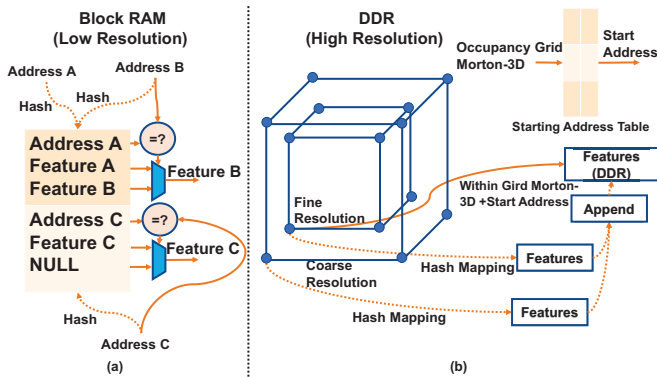 Block RAM
(Low Resolution)
Address A
Address B
Hash
Hash
=?
Address A
Feature A
Feature B
Feature B
Address C
Feature C
NULL
=?
Feature C
Hash
Address C
(a)
DDR
(High Resolution)
Occupancy Grid
Morton-3D
Start
Address
Starting Address Table
Features
(DDR)
Within Gird Morton-
3D +Start Address
Append
Fine
Resolution
Coarse
Resolution
Hash Mapping
Features
Hash Mapping
Features
(b)